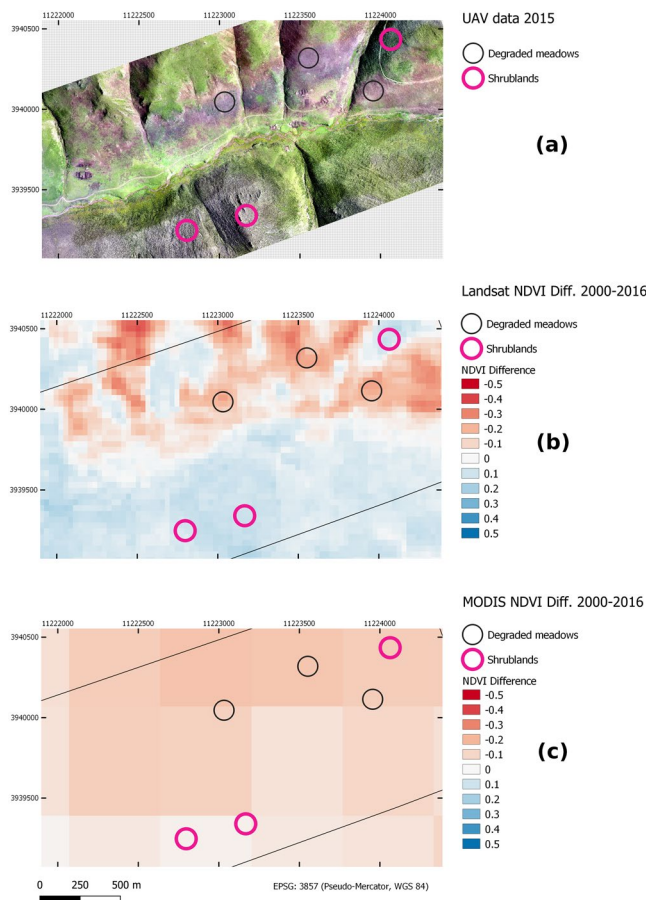 11222000 11222500 11223000 11223500 11224000
3940500
3940000
3939500
UAV data 2015
Degraded meadows
Shrublands
(a)
11222000 11222500 11223000 11223500 11224000
3940500
3940000
3939500
Landsat NDVI Diff. 2000-2016
Degraded meadows
Shrublands
NDVI Difference
-0.5
-0.4
-0.3
-0.2
-0.1
0
0.1
0.2
0.3
0.4
0.5
(b)
11222000 11222500 11223000 11223500 11224000
3940500
3940000
3939500
MODIS NDVI Diff. 2000-2016
Degraded meadows
Shrublands
NDVI Difference
-0.5
-0.4
-0.3
-0.2
-0.1
0
0.1
0.2
0.3
0.4
0.5
(c)
0 250 500 m
EPSG: 3857 (Pseudo-Mercator, WGS 84)